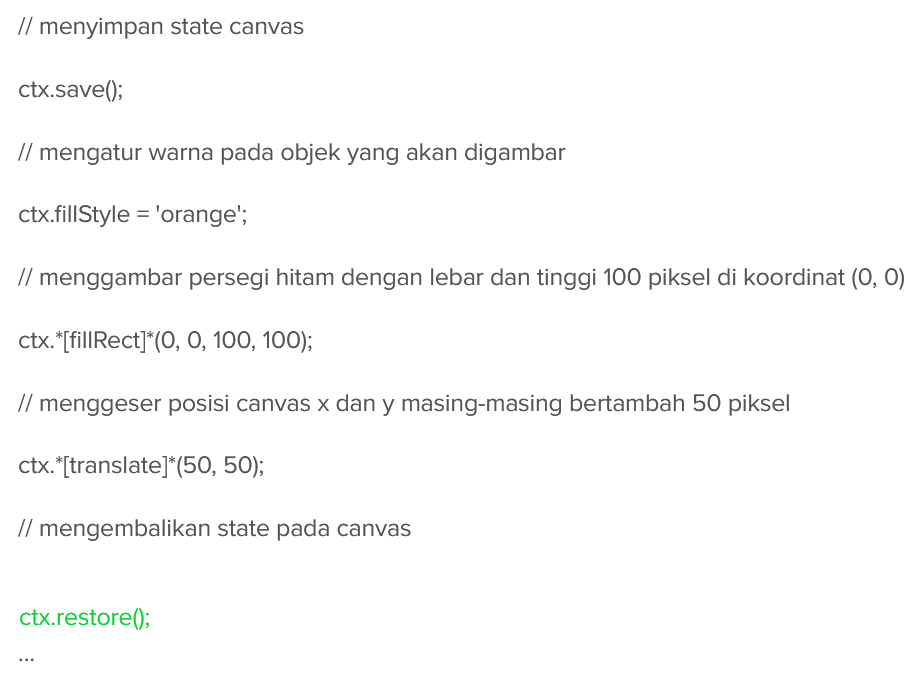 // menyimpan state canvas
ctx.save();
// mengatur warna pada objek yang akan digambar
ctx.fillStyle = 'orange';
// menggambar persegi hitam dengan lebar dan tinggi 100 piksel di koordinat (0, 0)
ctx.*[fillRect]*(0, 0, 100, 100);
// menggeser posisi canvas x dan y masing-masing bertambah 50 piksel
ctx.*[translate]*(50, 50);
// mengembalikan state pada canvas
ctx.restore();
...